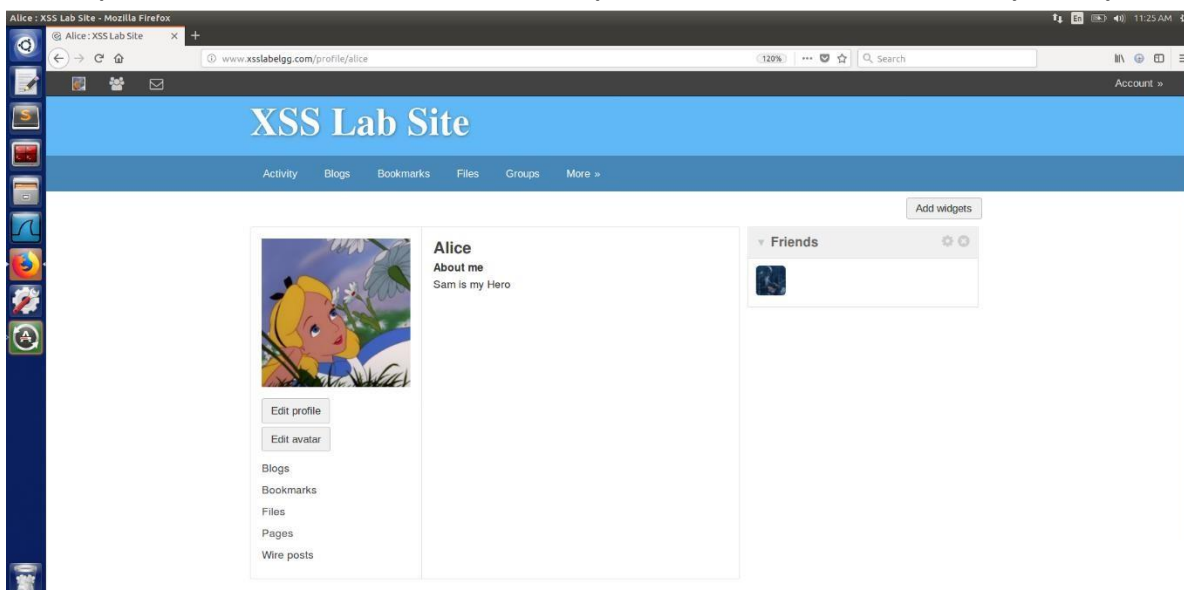 Alice : XSS Lab Site - Mozilla Firefox
En
11:25 AM
Alice : XSS Lab Site
www.xsslabelgg.com/profile/alice
120%
Search
Account »
XSS Lab Site
Activity Blogs Bookmarks Files Groups More »
Add widgets
Alice
About me
Sam is my Hero
Friends
Edit profile
Edit avatar
Blogs
Bookmarks
Files
Pages
Wire posts